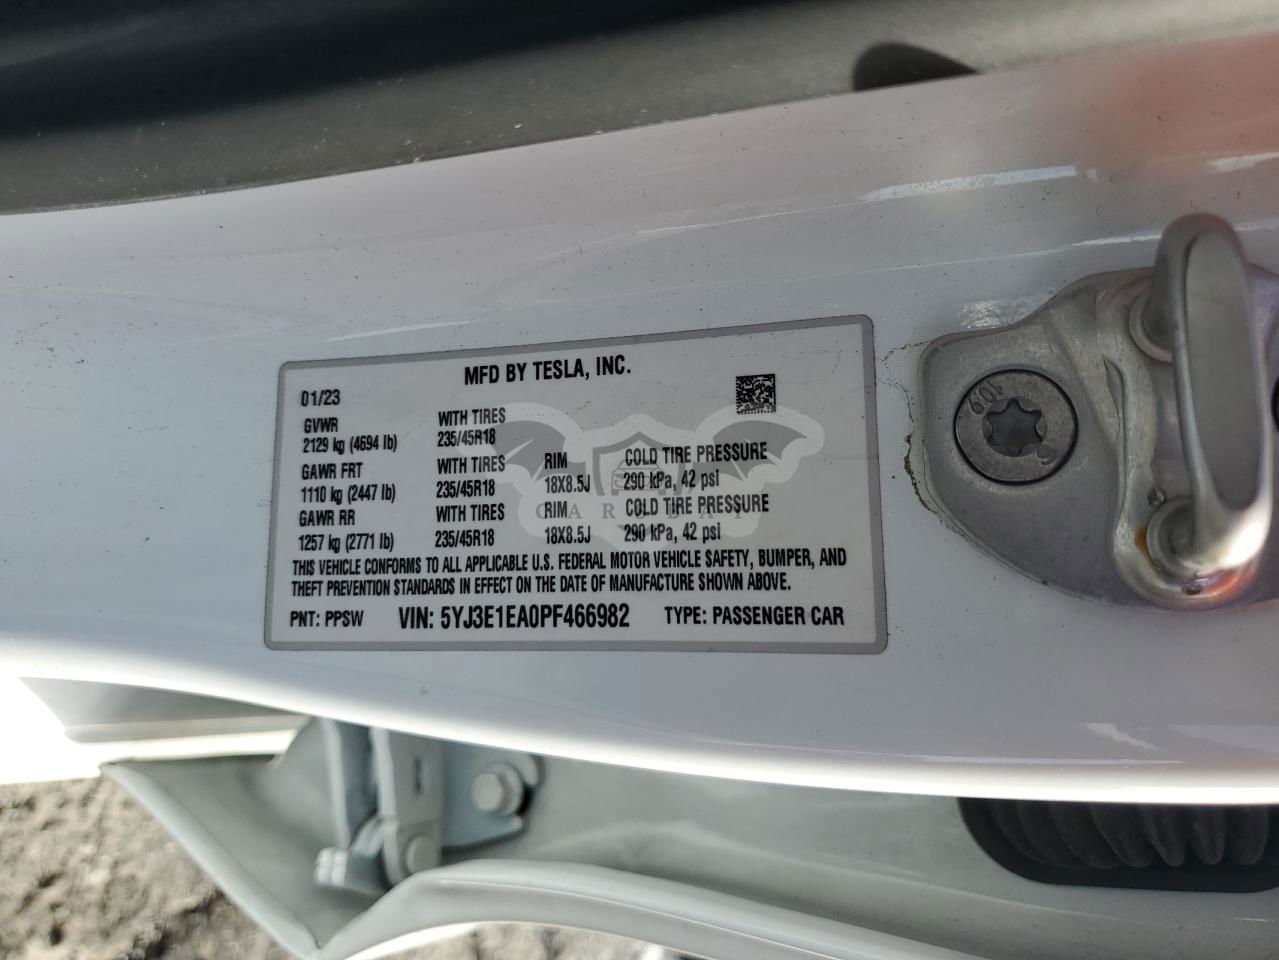 MFD BY TESLA, INC.
01/23
GVWR WITH TIRES
2129 kg (4694 lb) 235/45R18
GAWR FRT WITH TIRES RIM COLD TIRE PRESSURE
1110 kg (2447 lb) 235/45R18 18X8.5J 290 kPa, 42 psi
GAWR RR WITH TIRES RIM COLD TIRE PRESSURE
1257 kg (2771 lb) 235/45R18 18X8.5J 290 kPa, 42 psi
THIS VEHICLE CONFORMS TO ALL APPLICABLE U.S. FEDERAL MOTOR VEHICLE SAFETY, BUMPER, AND
THEFT PREVENTION STANDARDS IN EFFECT ON THE DATE OF MANUFACTURE SHOWN ABOVE.
PNT: PPSW VIN: 5YJ3E1EA0PF466982 TYPE: PASSENGER CAR
10.9